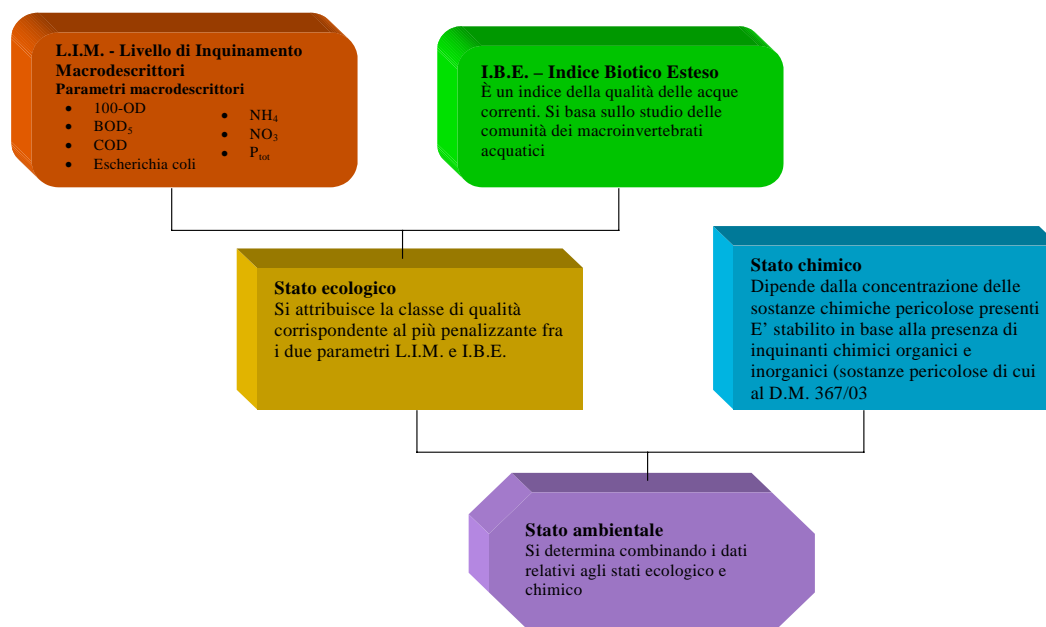 L.I.M. - Livello di Inquinamento
Macrodescrittori
Parametri macrodescrittori
• 100-OD
• BOD₅
• COD
• Escherichia coli
• NH₄
• NO₃
• Pₜₒₜ
I.B.E. – Indice Biotico Esteso
È un indice della qualità delle acque
correnti. Si basa sullo studio delle
comunità dei macroinvertebrati
acquatici
Stato ecologico
Si attribuisce la classe di qualità
corrispondente al più penalizzante fra
i due parametri L.I.M. e I.B.E.
Stato chimico
Dipende dalla concentrazione delle
sostanze chimiche pericolose presenti
E’ stabilito in base alla presenza di
inquinanti chimici organici e
inorganici (sostanze pericolose di cui
al D.M. 367/03
Stato ambientale
Si determina combinando i dati
relativi agli stati ecologico e
chimico